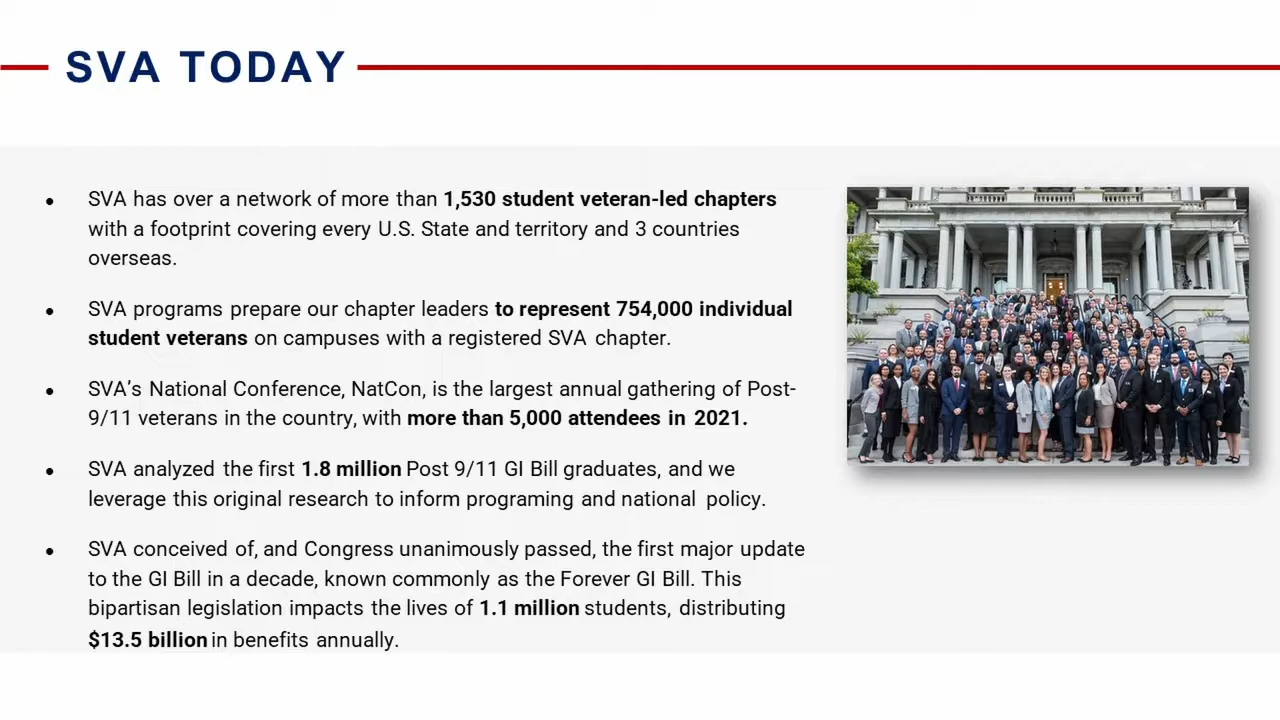 SVA TODAY
• SVA has over a network of more than 1,530 student veteran-led chapters
with a footprint covering every U.S. State and territory and 3 countries
overseas.
• SVA programs prepare our chapter leaders to represent 754,000 individual
student veterans on campuses with a registered SVA chapter.
• SVA’s National Conference, NatCon, is the largest annual gathering of Post-
9/11 veterans in the country, with more than 5,000 attendees in 2021.
• SVA analyzed the first 1.8 million Post 9/11 GI Bill graduates, and we
leverage this original research to inform programing and national policy.
• SVA conceived of, and Congress unanimously passed, the first major update
to the GI Bill in a decade, known commonly as the Forever GI Bill. This
bipartisan legislation impacts the lives of 1.1 million students, distributing
$13.5 billion in benefits annually.